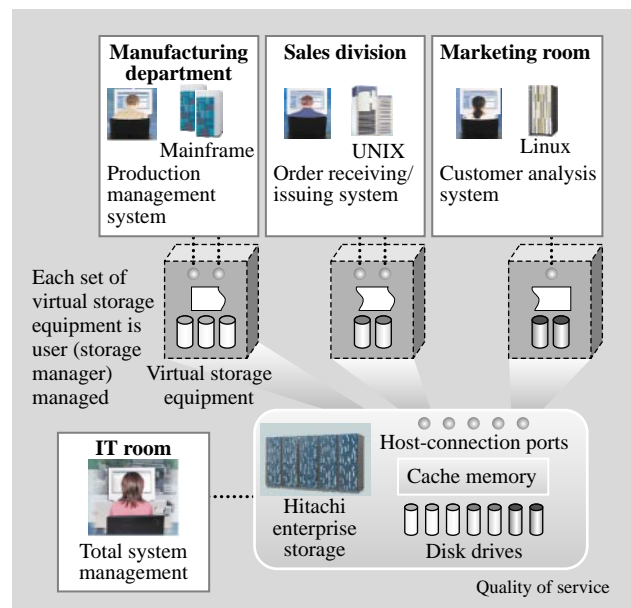 Manufacturing
department
Mainframe
Production
management
system
Sales division
UNIX
Order receiving/
issuing system
Marketing room
Linux
Customer analysis
system
Each set of
virtual storage
equipment is
user (storage
manager)
managed
Virtual storage
equipment
IT room
Total system
management
Hitachi
enterprise
storage
Host-connection ports
Cache memory
Disk drives
Quality of service